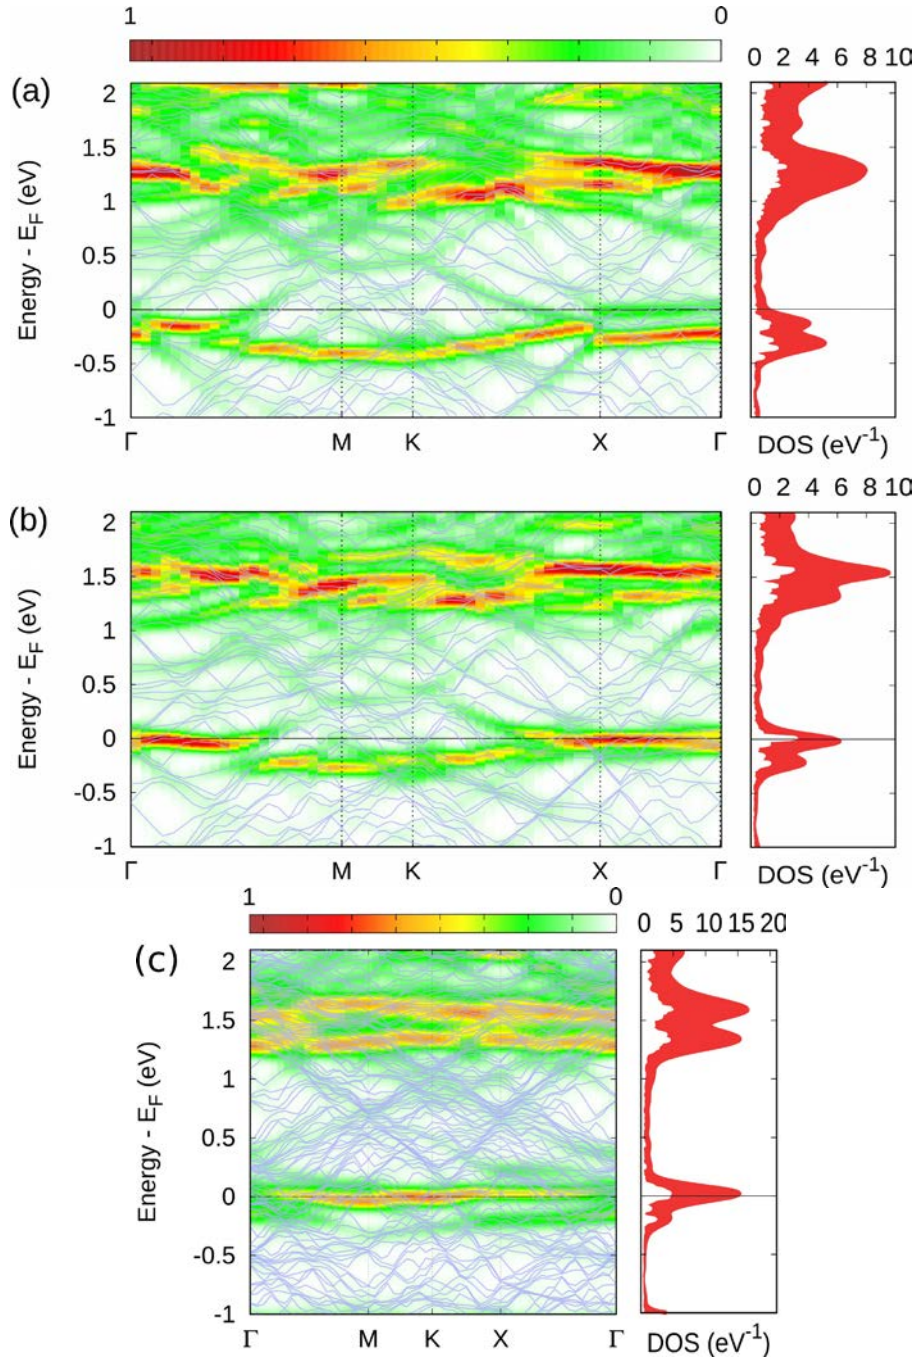 1 0
0 2 4 6 8 10
(a)
2
1.5
1
0.5
0
-0.5
-1
Energy - E_F (eV)
Γ M K X Γ
DOS (eV⁻¹)
0 2 4 6 8 10
(b)
2
1.5
1
0.5
0
-0.5
-1
Energy - E_F (eV)
Γ M K X Γ
DOS (eV⁻¹)
1 0
0 5 10 15 20
(c)
2
1.5
1
0.5
0
-0.5
-1
Energy - E_F (eV)
Γ M K X Γ
DOS (eV⁻¹)